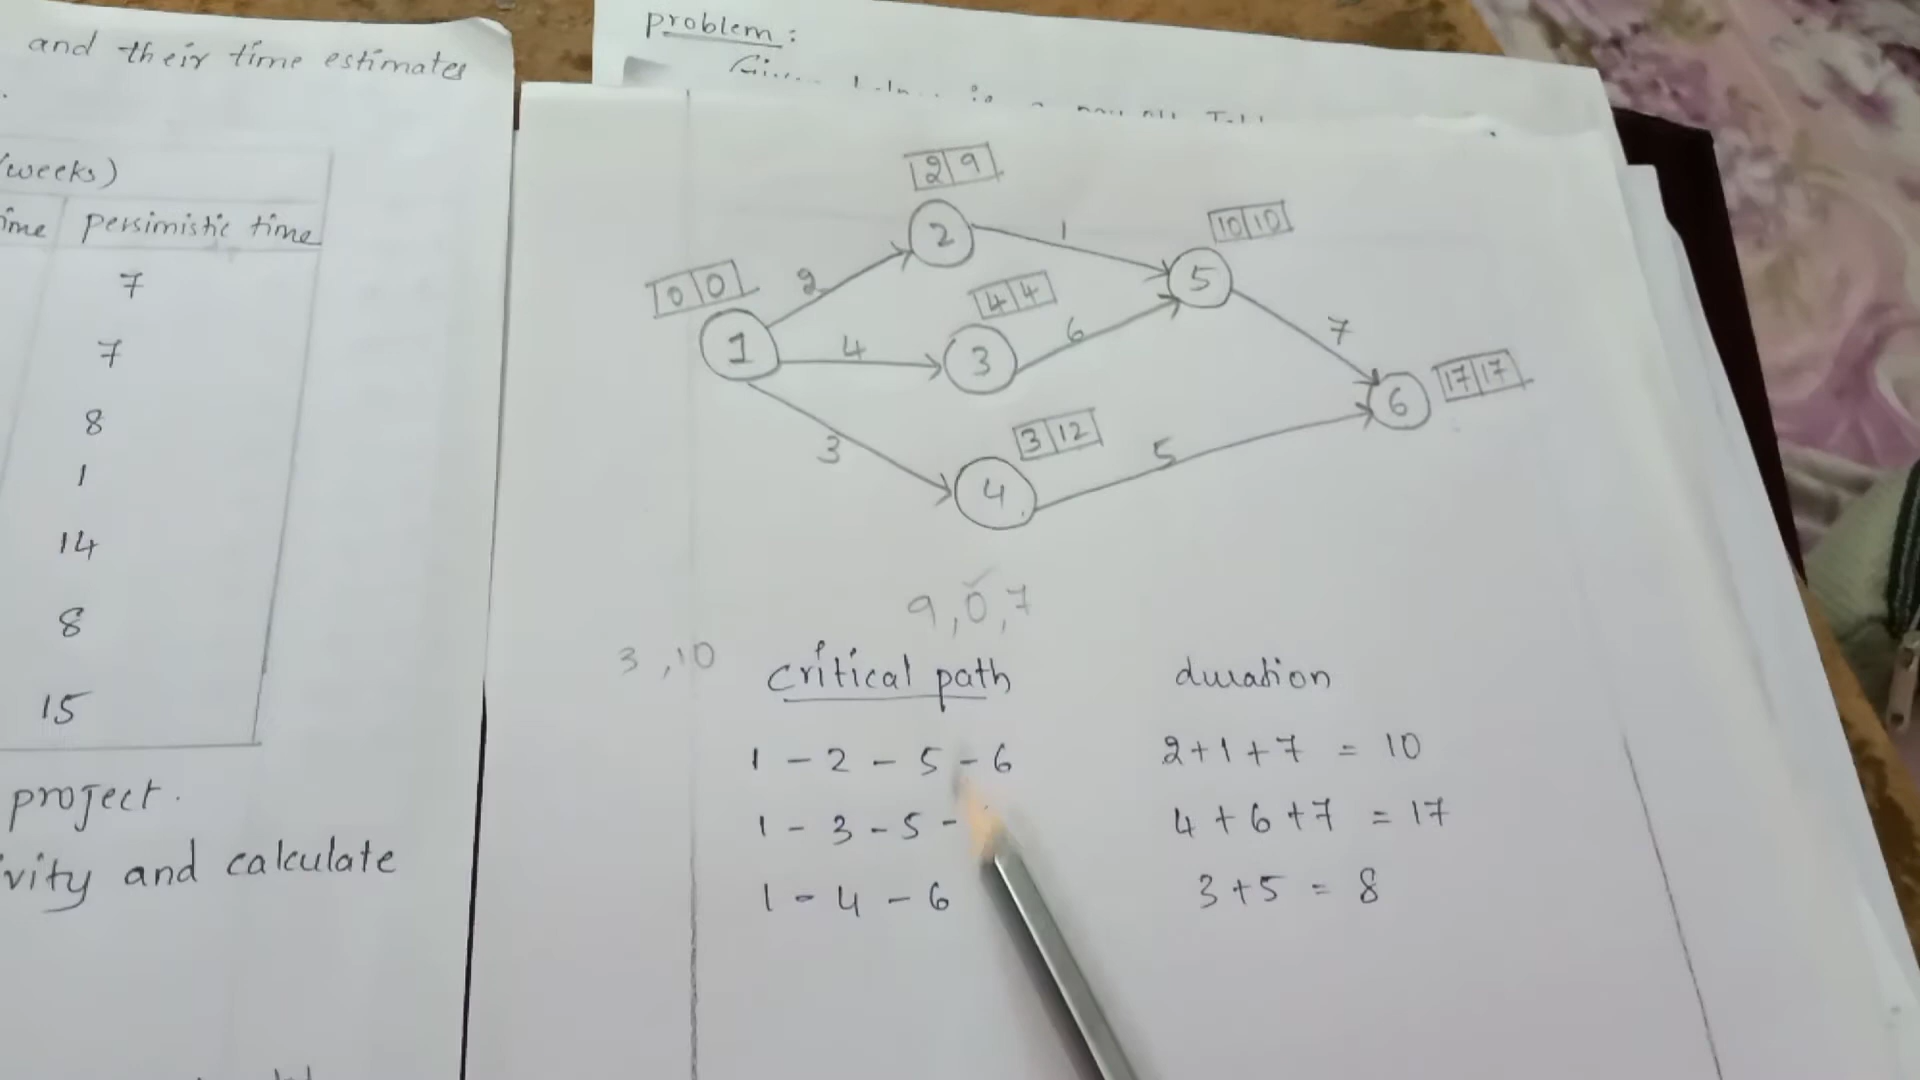 and their time estimates
.
(weeks)
ime persimistic time
7
7
8
1
14
8
15
project.
vity and calculate
problem:
2 9
2
1
10 10
5
0 0
2
1
4
4 4
3
6
7
6
17 17
3
3 12
4
5
9, 0, 7
3, 10
critical path duration
1 - 2 - 5 - 6 2 + 1 + 7 = 10
1 - 3 - 5 - 4 + 6 + 7 = 17
1 - 4 - 6 3 + 5 = 8